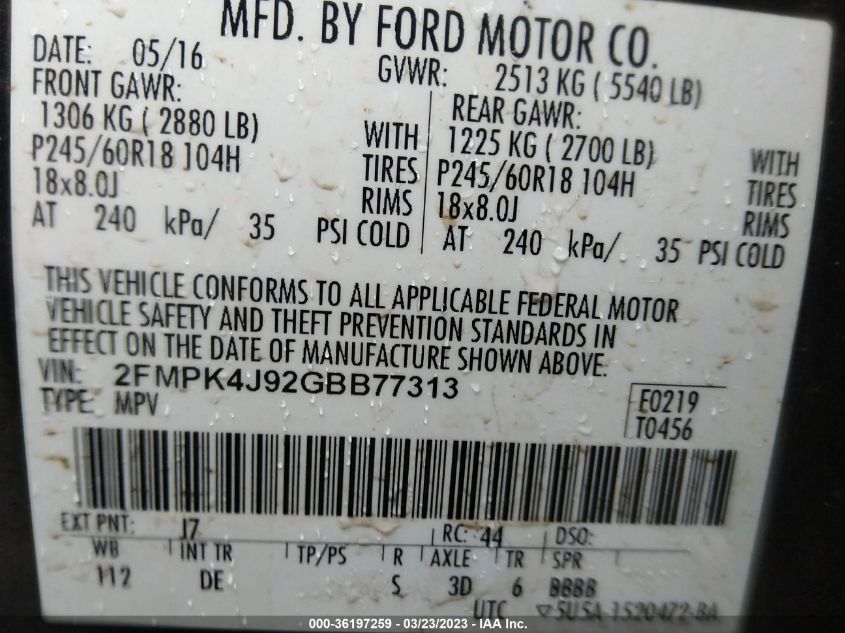 MFD. BY FORD MOTOR CO.
DATE: 05/16 GVWR: 2513 KG ( 5540 LB)
FRONT GAWR: REAR GAWR:
1306 KG ( 2880 LB) WITH 1225 KG ( 2700 LB) WITH
P245/60R18 104H TIRES P245/60R18 104H TIRES
18x8.0J RIMS 18x8.0J RIMS
AT 240 kPa/ 35 PSI COLD AT 240 kPa/ 35 PSI COLD
THIS VEHICLE CONFORMS TO ALL APPLICABLE FEDERAL MOTOR
VEHICLE SAFETY AND THEFT PREVENTION STANDARDS IN
EFFECT ON THE DATE OF MANUFACTURE SHOWN ABOVE.
VIN: 2FMPK4J92GBB77313
TYPE: MPV E0219
T0456
EXT PNT: J7 RC: 44 DSO:
WB INT TR TP/PS R AXLE TR SPR
112 DE S 3D 6 BBBB
UTC ▽5U5A-1520472-BA
000-36197259 - 03/23/2023 - IAA Inc.